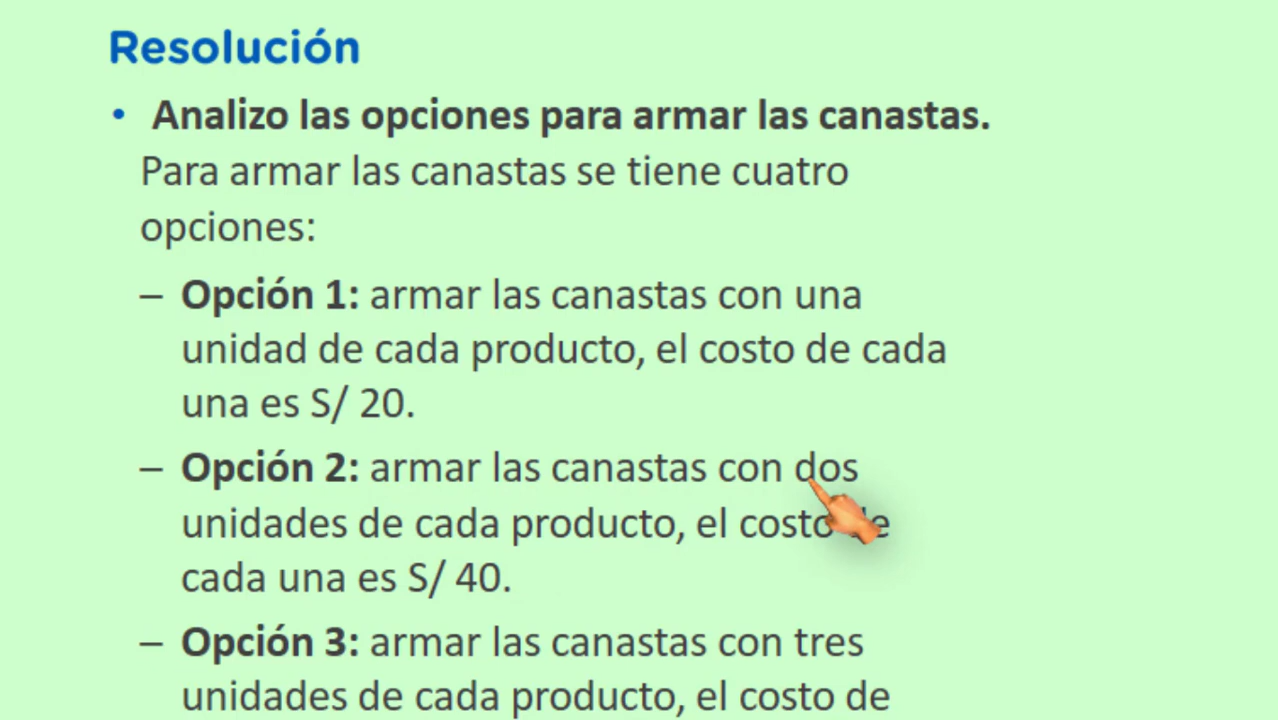 Resolución
• Analizo las opciones para armar las canastas.
Para armar las canastas se tiene cuatro
opciones:
– Opción 1: armar las canastas con una
unidad de cada producto, el costo de cada
una es S/ 20.
– Opción 2: armar las canastas con dos
unidades de cada producto, el costo de
cada una es S/ 40.
– Opción 3: armar las canastas con tres
unidades de cada producto, el costo de